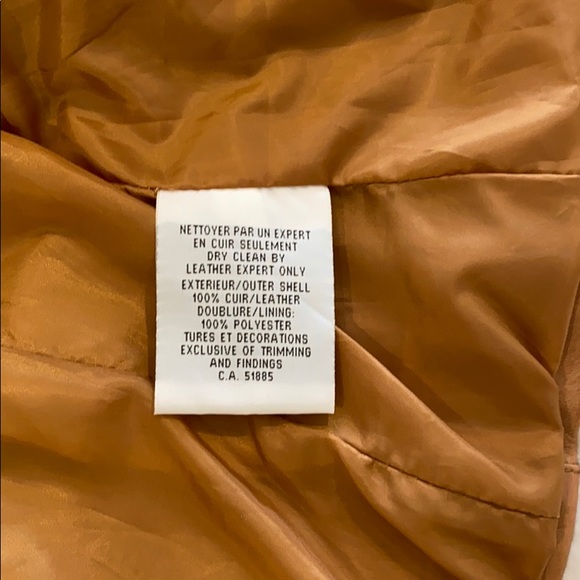 NETTOYER PAR UN EXPERT
EN CUIR SEULEMENT
DRY CLEAN BY
LEATHER EXPERT ONLY
EXTERIEUR/OUTER SHELL
100% CUIR/LEATHER
DOUBLURE/LINING:
100% POLYESTER
TURES ET DECORATIONS
EXCLUSIVE OF TRIMMING
AND FINDINGS
C.A. 51885